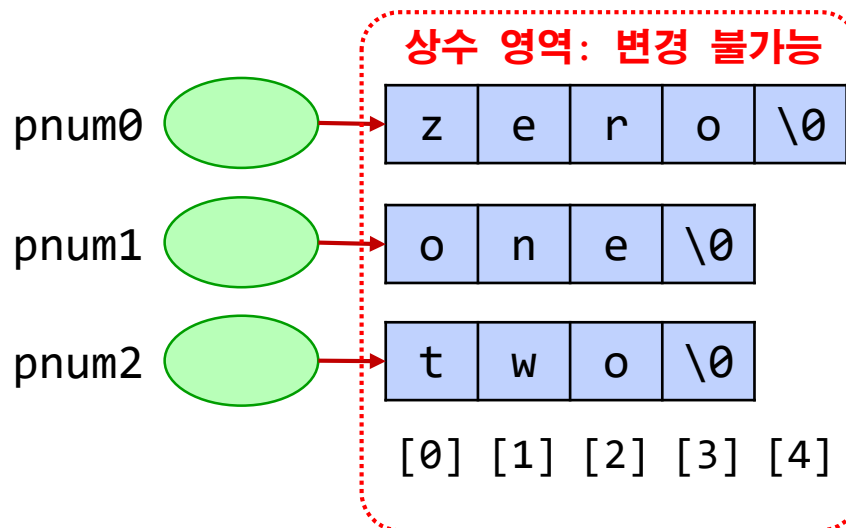 상수 영역: 변경 불가능
pnum0 z e r o \0
pnum1 o n e \0
pnum2 t w o \0
[0] [1] [2] [3] [4]